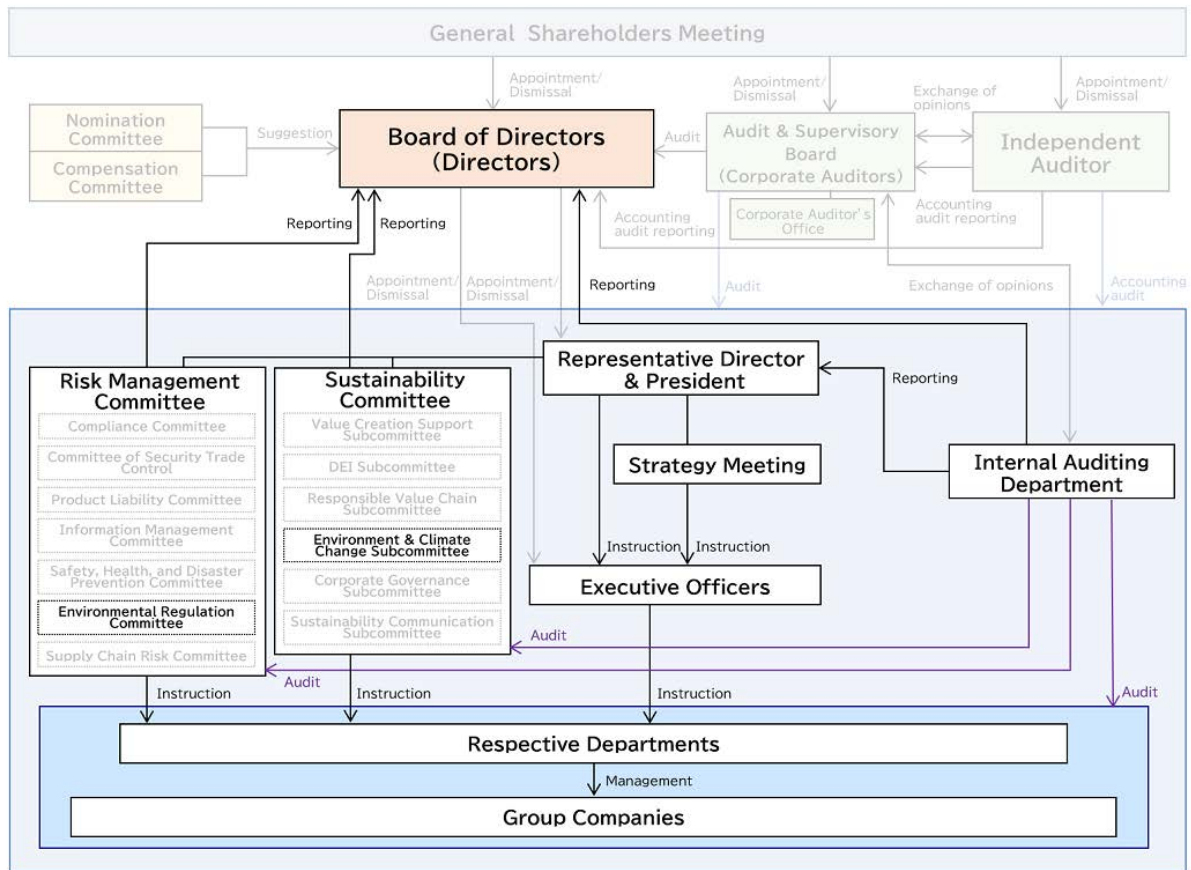 General Shareholders Meeting
Appointment/
Dismissal
Appointment/
Dismissal
Exchange of
opinions
Appointment/
Dismissal
Nomination
Committee
Compensation
Committee
Suggestion
Board of Directors
(Directors)
Audit
Audit & Supervisory
Board
(Corporate Auditors)
Independent
Auditor
Corporate Auditor's
Office
Reporting
Reporting
Accounting
audit reporting
Accounting
audit reporting
Appointment/
Dismissal
Appointment/
Dismissal
Reporting
Audit
Exchange of opinions
Accounting
audit
Risk Management
Committee
Compliance Committee
Committee of Security Trade
Control
Product Liability Committee
Information Management
Committee
Safety, Health, and Disaster
Prevention Committee
Environmental Regulation
Committee
Supply Chain Risk Committee
Sustainability
Committee
Value Creation Support
Subcommittee
DEI Subcommittee
Responsible Value Chain
Subcommittee
Environment & Climate
Change Subcommittee
Corporate Governance
Subcommittee
Sustainability Communication
Subcommittee
Representative Director
& President
Reporting
Strategy Meeting
Internal Auditing
Department
Instruction
Instruction
Executive Officers
Audit
Audit
Audit
Instruction
Instruction
Instruction
Respective Departments
Management
Group Companies